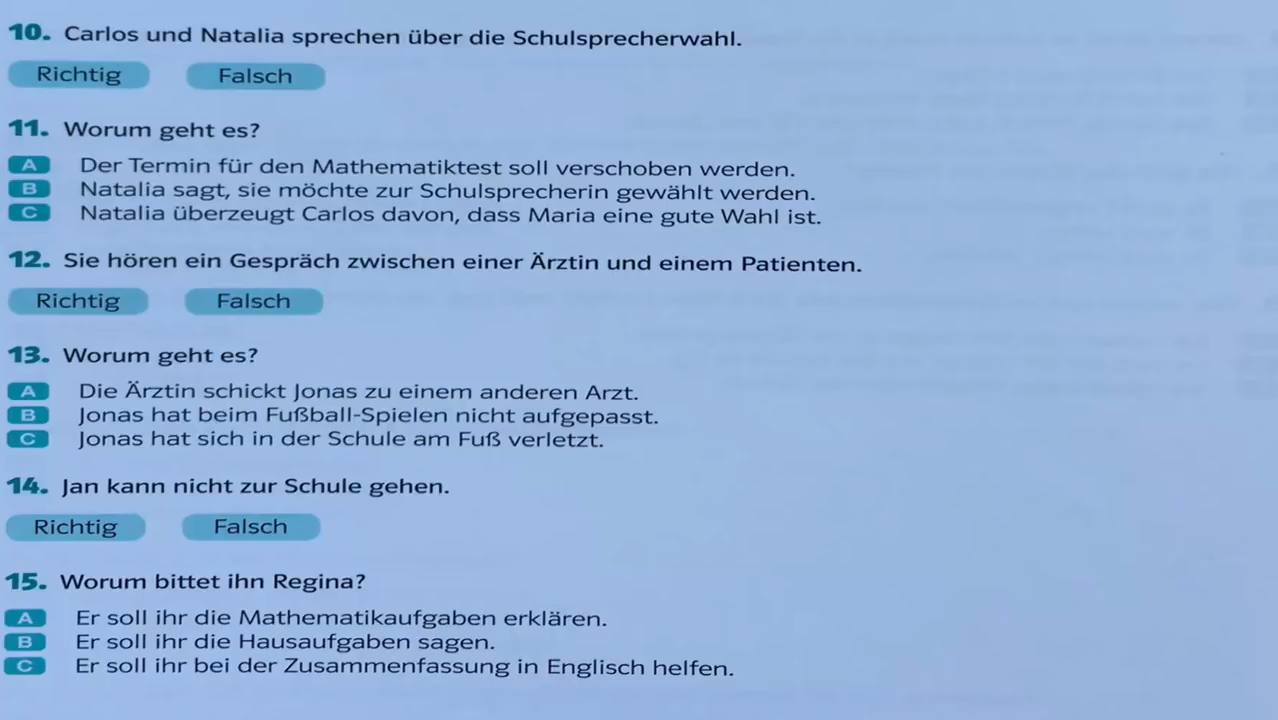 10. Carlos und Natalia sprechen über die Schulsprecherwahl.
Richtig Falsch
11. Worum geht es?
A Der Termin für den Mathematiktest soll verschoben werden.
B Natalia sagt, sie möchte zur Schulsprecherin gewählt werden.
C Natalia überzeugt Carlos davon, dass Maria eine gute Wahl ist.
12. Sie hören ein Gespräch zwischen einer Ärztin und einem Patienten.
Richtig Falsch
13. Worum geht es?
A Die Ärztin schickt Jonas zu einem anderen Arzt.
B Jonas hat beim Fußball-Spielen nicht aufgepasst.
C Jonas hat sich in der Schule am Fuß verletzt.
14. Jan kann nicht zur Schule gehen.
Richtig Falsch
15. Worum bittet ihn Regina?
A Er soll ihr die Mathematikaufgaben erklären.
B Er soll ihr die Hausaufgaben sagen.
C Er soll ihr bei der Zusammenfassung in Englisch helfen.